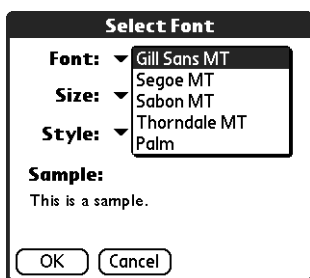 Select Font
Font: Gill Sans MT
Segoe MT
Size:
Sabon MT
Thorndale MT
Style:
Palm
Sample:
This is a sample.
OK Cancel